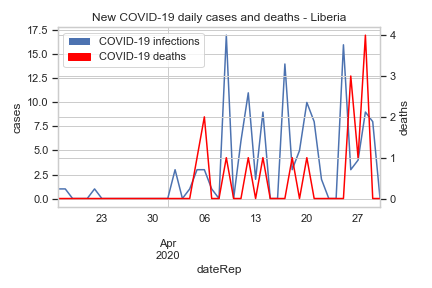 New COVID-19 daily cases and deaths - Liberia
COVID-19 infections
COVID-19 deaths
cases
17.5
15.0
12.5
10.0
7.5
5.0
2.5
0.0
deaths
4
3
2
1
0
23 30 06 13 20 27
Apr
2020
dateRep